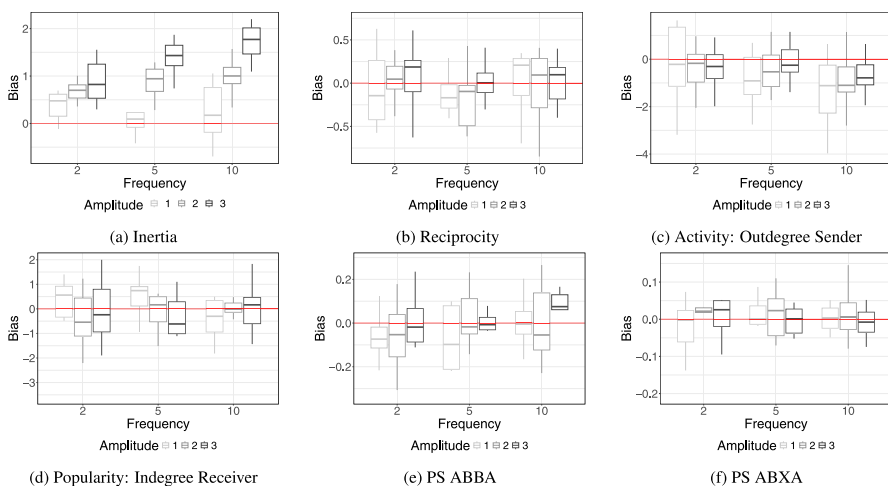 Bias
2
1
0
2
5
10
Frequency
Amplitude 1 2 3
(a) Inertia
Bias
0.5
0.0
−0.5
2
5
10
Frequency
Amplitude 1 2 3
(b) Reciprocity
Bias
0
−2
−4
2
5
10
Frequency
Amplitude 1 2 3
(c) Activity: Outdegree Sender
Bias
2
1
0
−1
−2
−3
2
5
10
Frequency
Amplitude 1 2 3
(d) Popularity: Indegree Receiver
Bias
0.2
0.0
−0.2
2
5
10
Frequency
Amplitude 1 2 3
(e) PS ABBA
Bias
0.1
0.0
−0.1
−0.2
2
5
10
Frequency
Amplitude 1 2 3
(f) PS ABXA